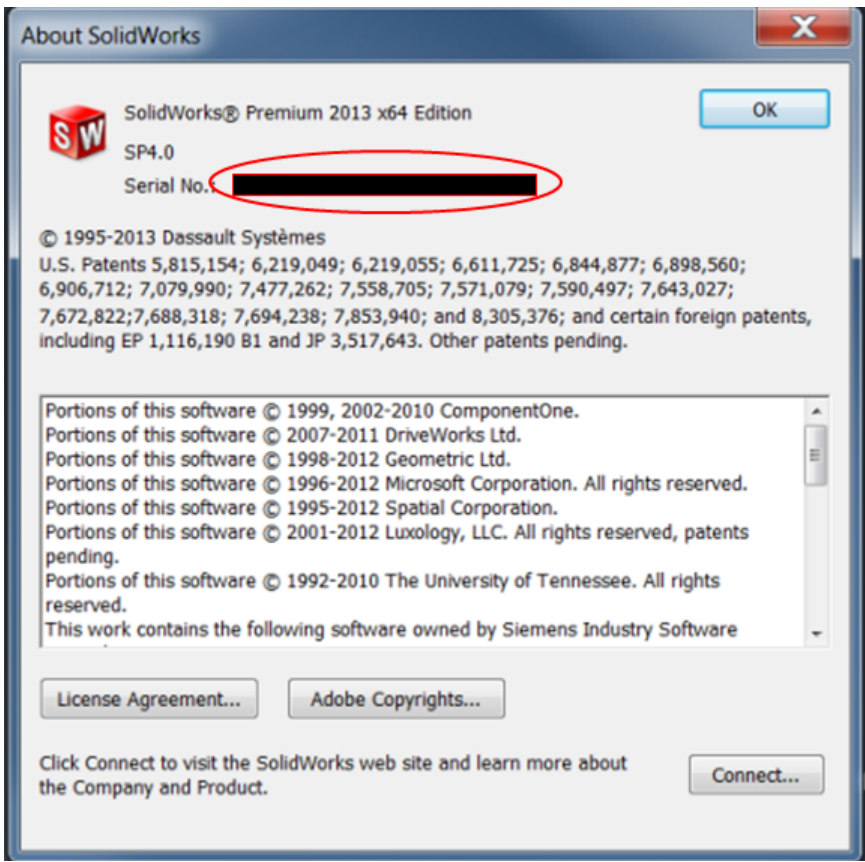 About SolidWorks
X
SolidWorks® Premium 2013 x64 Edition
OK
SW
SP4.0
Serial No.:
© 1995-2013 Dassault Systèmes
U.S. Patents 5,815,154; 6,219,049; 6,219,055; 6,611,725; 6,844,877; 6,898,560;
6,906,712; 7,079,990; 7,477,262; 7,558,705; 7,571,079; 7,590,497; 7,643,027;
7,672,822;7,688,318; 7,694,238; 7,853,940; and 8,305,376; and certain foreign patents,
including EP 1,116,190 B1 and JP 3,517,643. Other patents pending.
Portions of this software © 1999, 2002-2010 ComponentOne.
Portions of this software © 2007-2011 DriveWorks Ltd.
Portions of this software © 1998-2012 Geometric Ltd.
Portions of this software © 1996-2012 Microsoft Corporation. All rights reserved.
Portions of this software © 1995-2012 Spatial Corporation.
Portions of this software © 2001-2012 Luxology, LLC. All rights reserved, patents
pending.
Portions of this software © 1992-2010 The University of Tennessee. All rights
reserved.
This work contains the following software owned by Siemens Industry Software
License Agreement...
Adobe Copyrights...
Click Connect to visit the SolidWorks web site and learn more about
the Company and Product.
Connect...